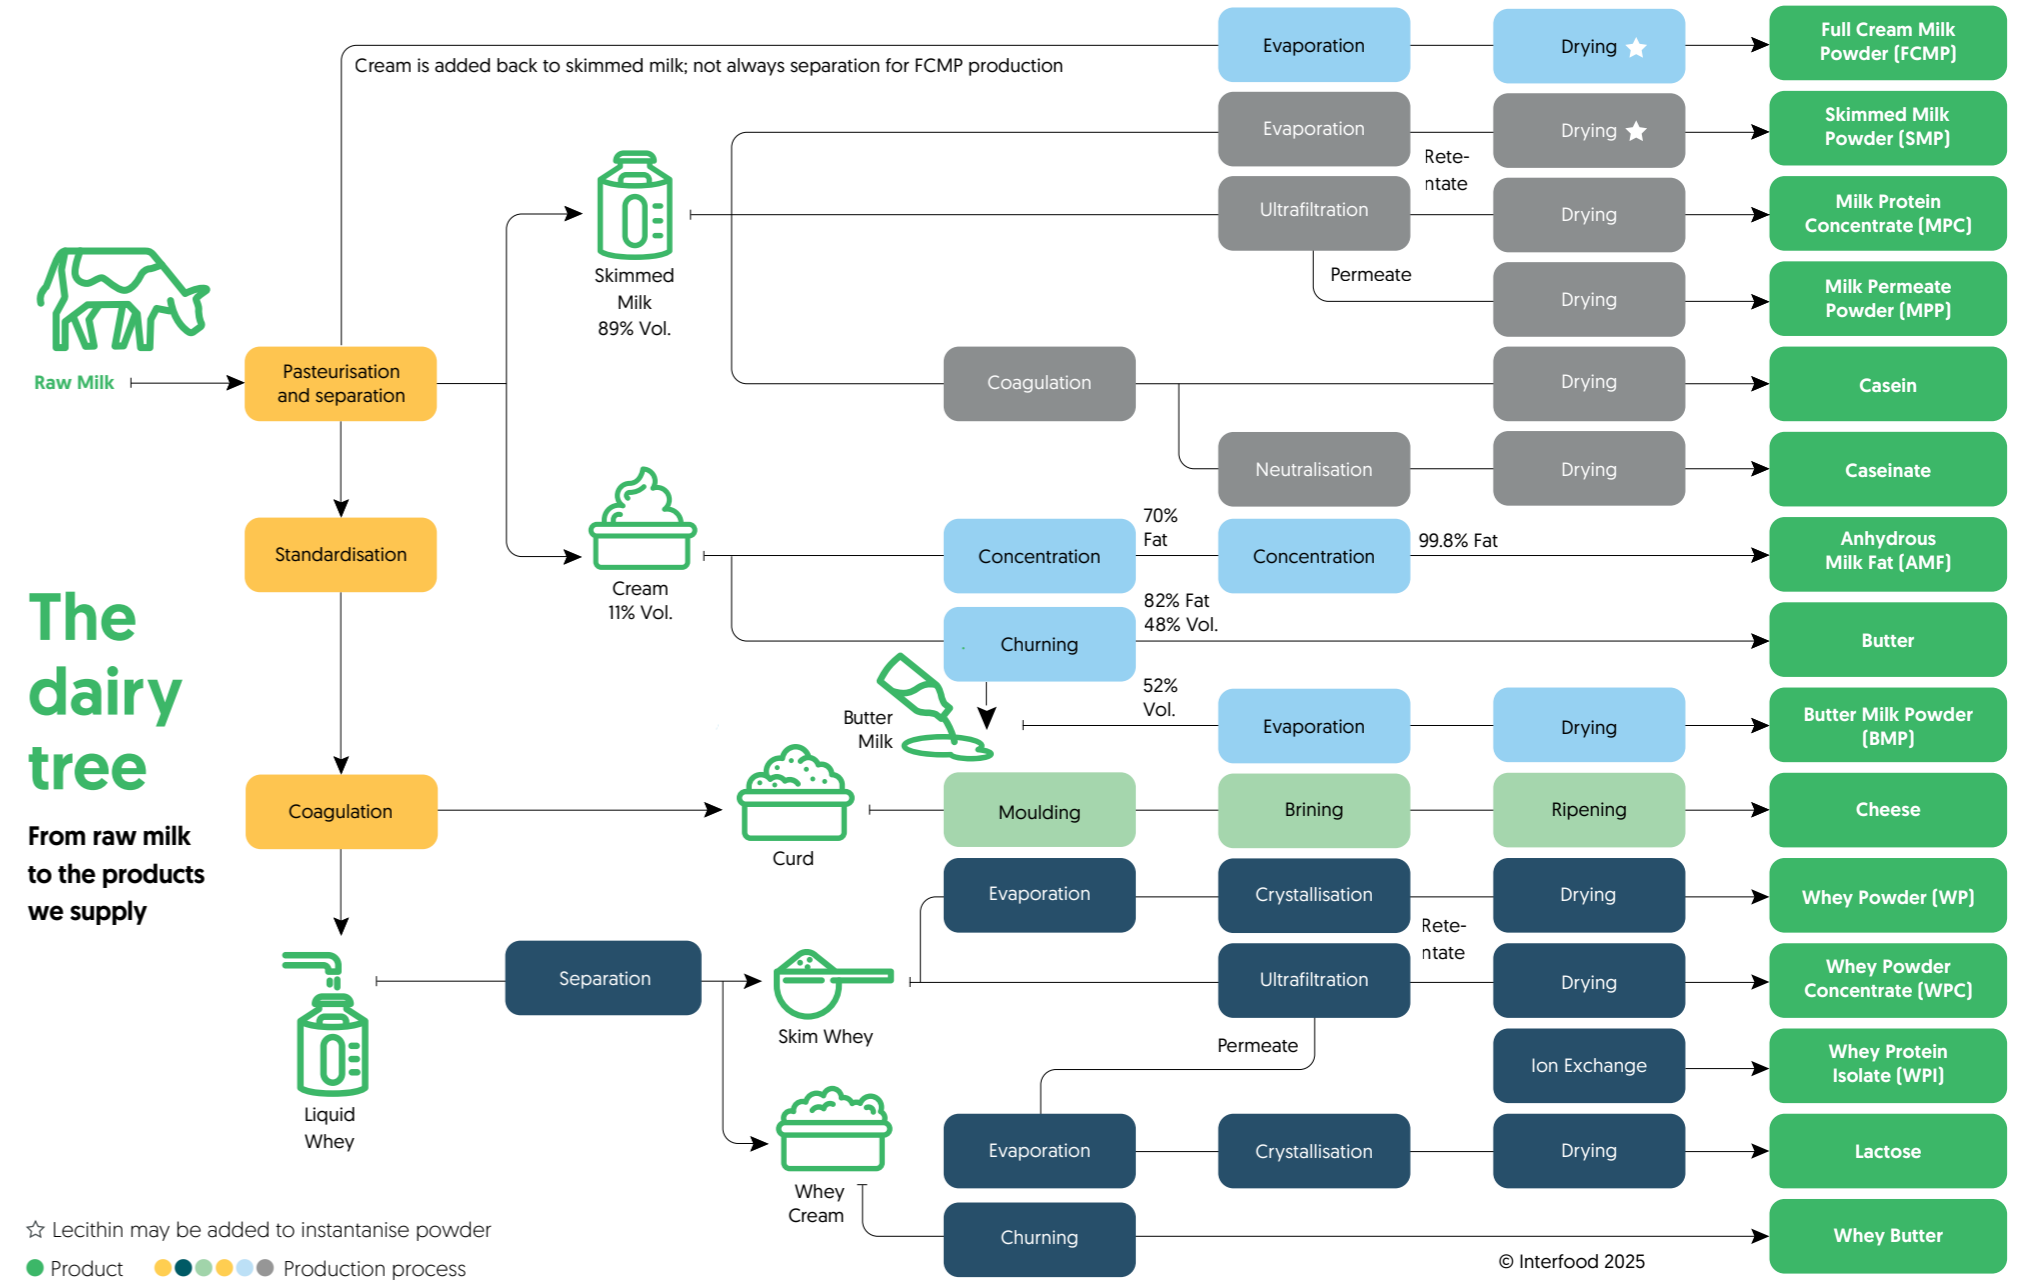 Cream is added back to skimmed milk; not always separation for FCMP production
Evaporation
Drying
Full Cream Milk
Powder (FCMP)
Evaporation
Drying
Skimmed Milk
Powder (SMP)
Rete-
ntate
Ultrafiltration
Drying
Milk Protein
Concentrate (MPC)
Permeate
Drying
Milk Permeate
Powder (MPP)
Skimmed
Milk
89% Vol.
Raw Milk
Pasteurisation
and separation
Coagulation
Drying
Casein
Neutralisation
Drying
Caseinate
Standardisation
Cream
11% Vol.
Concentration
70%
Fat
Concentration
99.8% Fat
Anhydrous
Milk Fat (AMF)
Churning
82% Fat
48% Vol.
Butter
The
dairy
tree
From raw milk
to the products
we supply
Butter
Milk
52%
Vol.
Evaporation
Drying
Butter Milk Powder
(BMP)
Coagulation
Curd
Moulding
Brining
Ripening
Cheese
Evaporation
Crystallisation
Drying
Whey Powder (WP)
Rete-
ntate
Liquid
Whey
Separation
Skim Whey
Ultrafiltration
Drying
Whey Powder
Concentrate (WPC)
Permeate
Ion Exchange
Whey Protein
Isolate (WPI)
Whey
Cream
Evaporation
Crystallisation
Drying
Lactose
Churning
Whey Butter
Lecithin may be added to instantanise powder
Product
Production process
© Interfood 2025